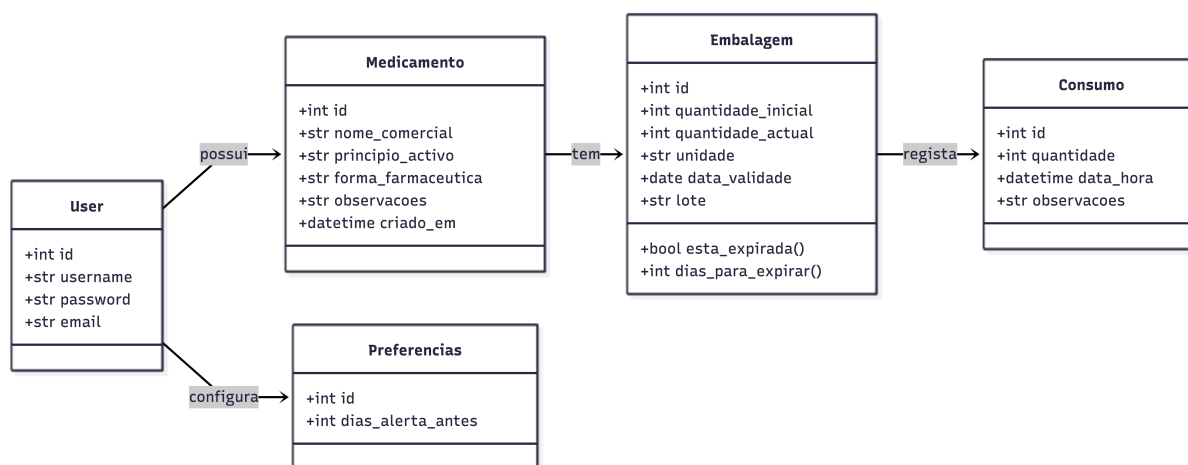 User
+int id
+str username
+str password
+str email
possui
configura
Medicamento
+int id
+str nome_comercial
+str principio_activo
+str forma_farmaceutica
+str observacoes
+datetime criado_em
Preferencias
+int id
+int dias_alerta_antes
tem
Embalagem
+int id
+int quantidade_inicial
+int quantidade_actual
+str unidade
+date data_validade
+str lote
+bool esta_expirada()
+int dias_para_expirar()
regista
Consumo
+int id
+int quantidade
+datetime data_hora
+str observacoes